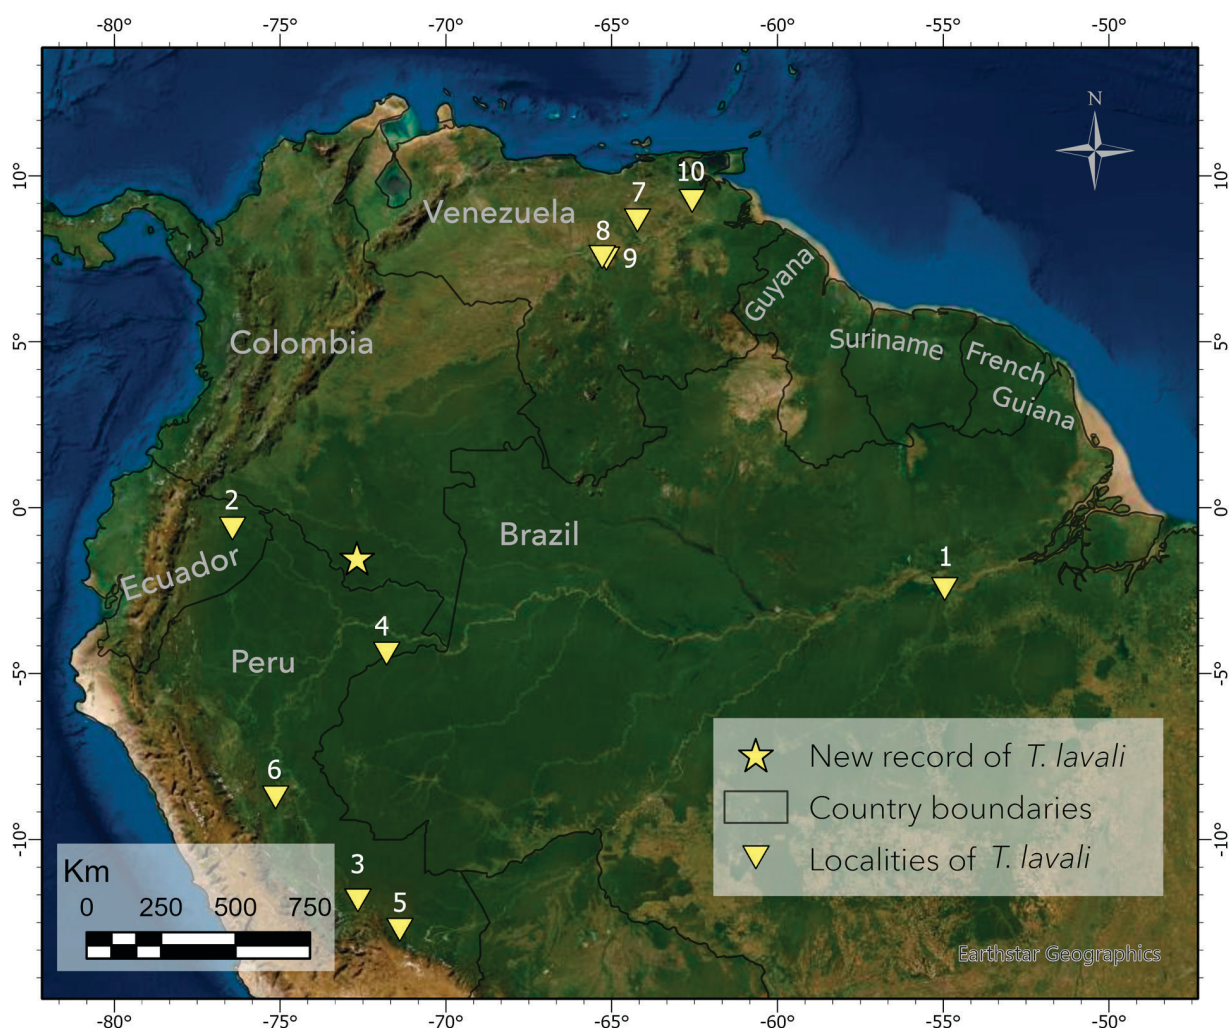 -80° -75° -70° -65° -60° -55° -50°
N
10° 10°
10
7
Venezuela
8
9
Guyana
5° 5°
Colombia
Suriname
French
Guiana
0° 0°
2
Brazil
Ecuador
1
4
Peru
-5° -5°
6
New record of T. lavali
Country boundaries
Localities of T. lavali
-10° -10°
3
5
Km
0 250 500 750
Earthstar Geographics
-80° -75° -70° -65° -60° -55° -50°